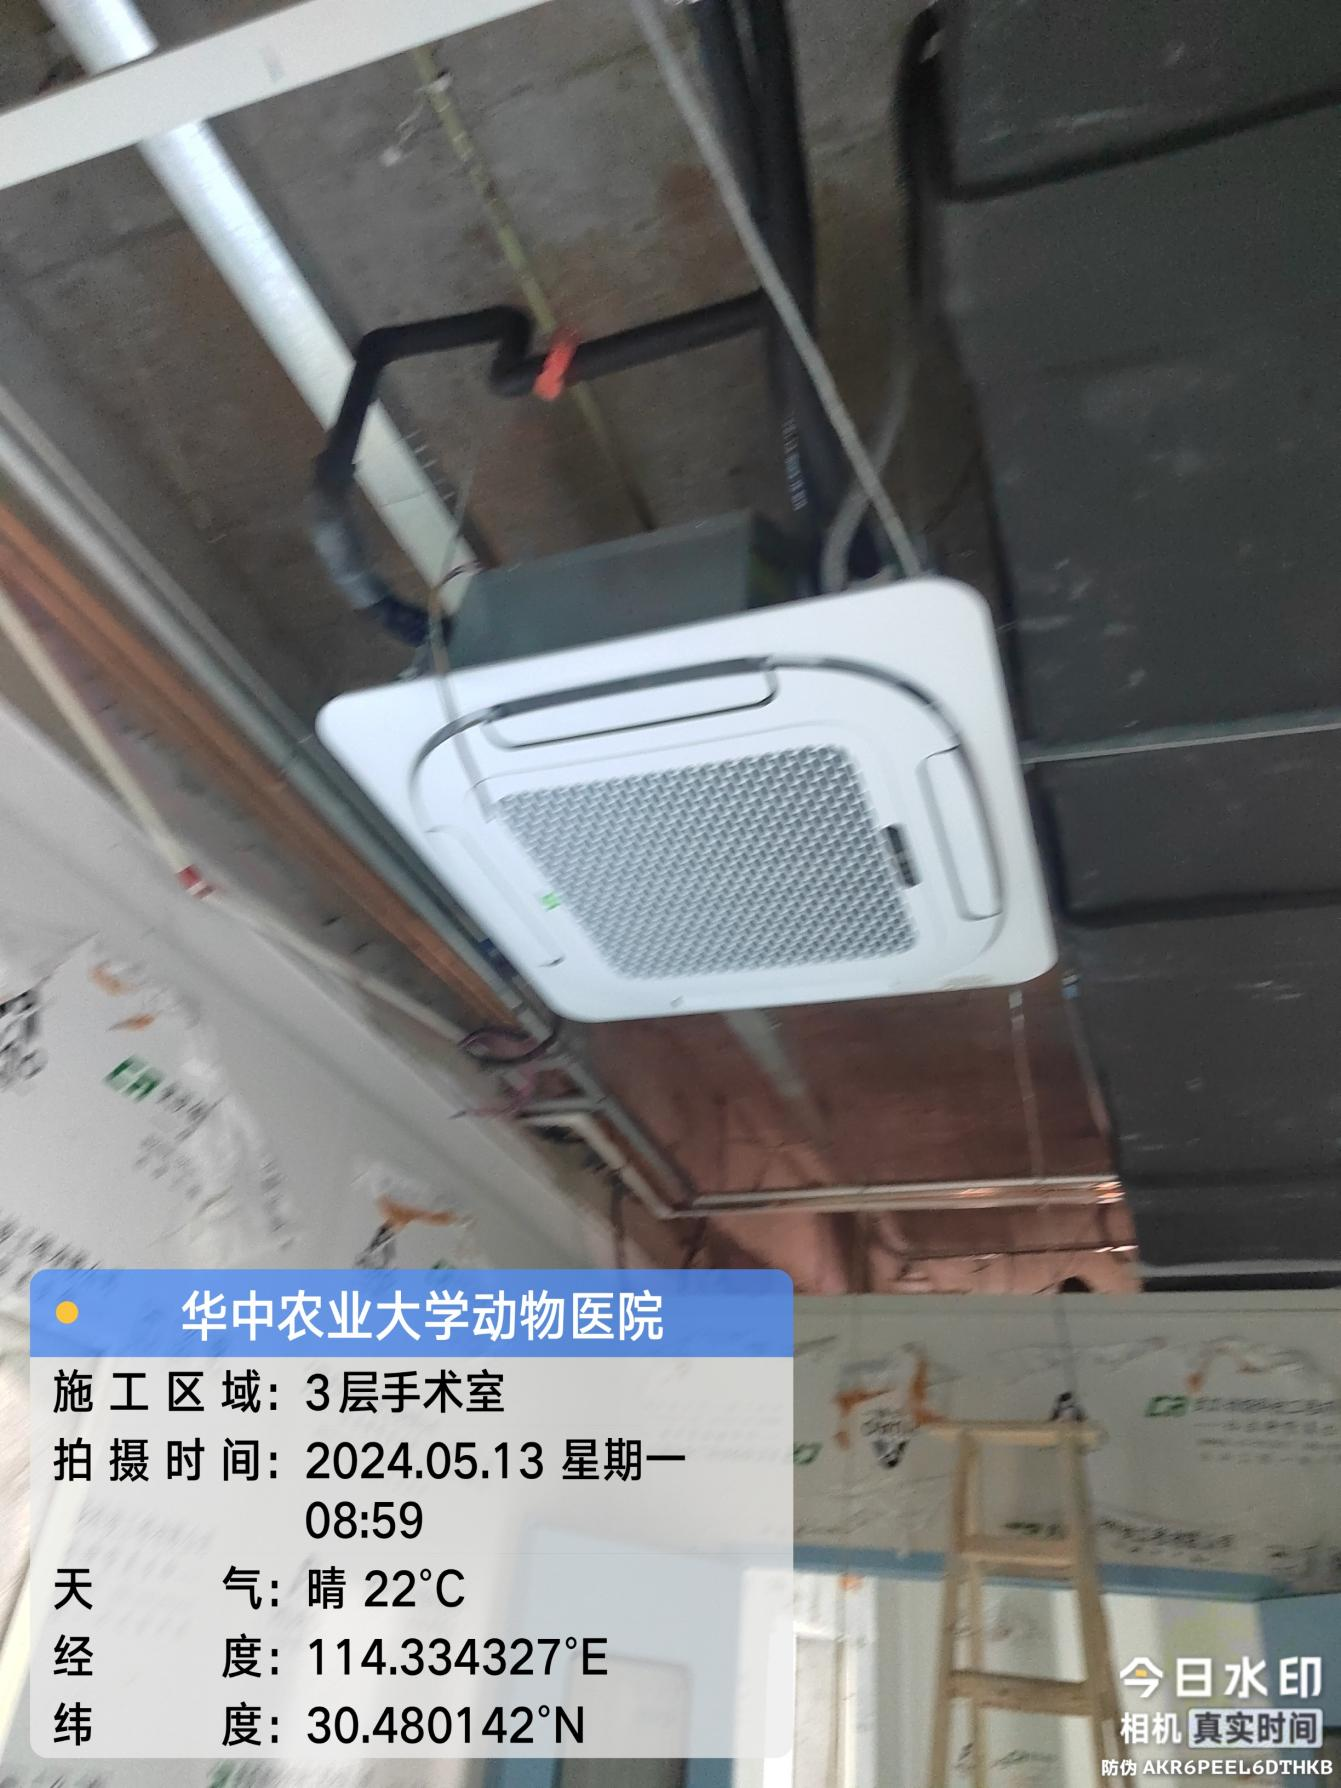 华中农业大学动物医院
施工区域：3层手术室
拍摄时间：2024.05.13 星期一
08:59
天气：晴 22°C
经度：114.334327°E
纬度：30.480142°N
今日水印
相机 真实时间
防伪 AKR6PEEL6DTHKB